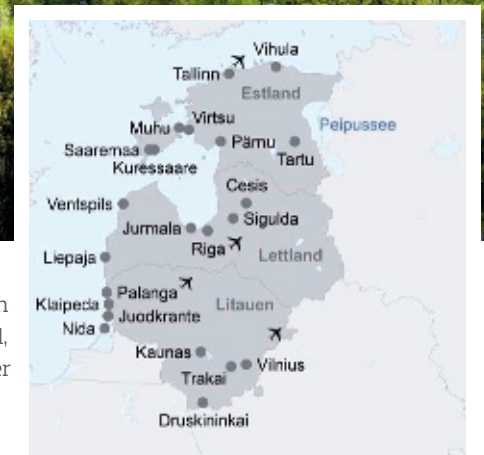 Vihula
Tallinn
Estland
Muhu
Virtsu
Peipussee
Pärnu
Saaremaa
Tartu
Kuressaare
Cesis
Ventspils
Sigulda
Jurmala
Riga
Lettland
Liepaja
Palanga
Litauen
Klaipeda
Juodkrante
Nida
Kaunas
Vilnius
Trakai
Druskininkai